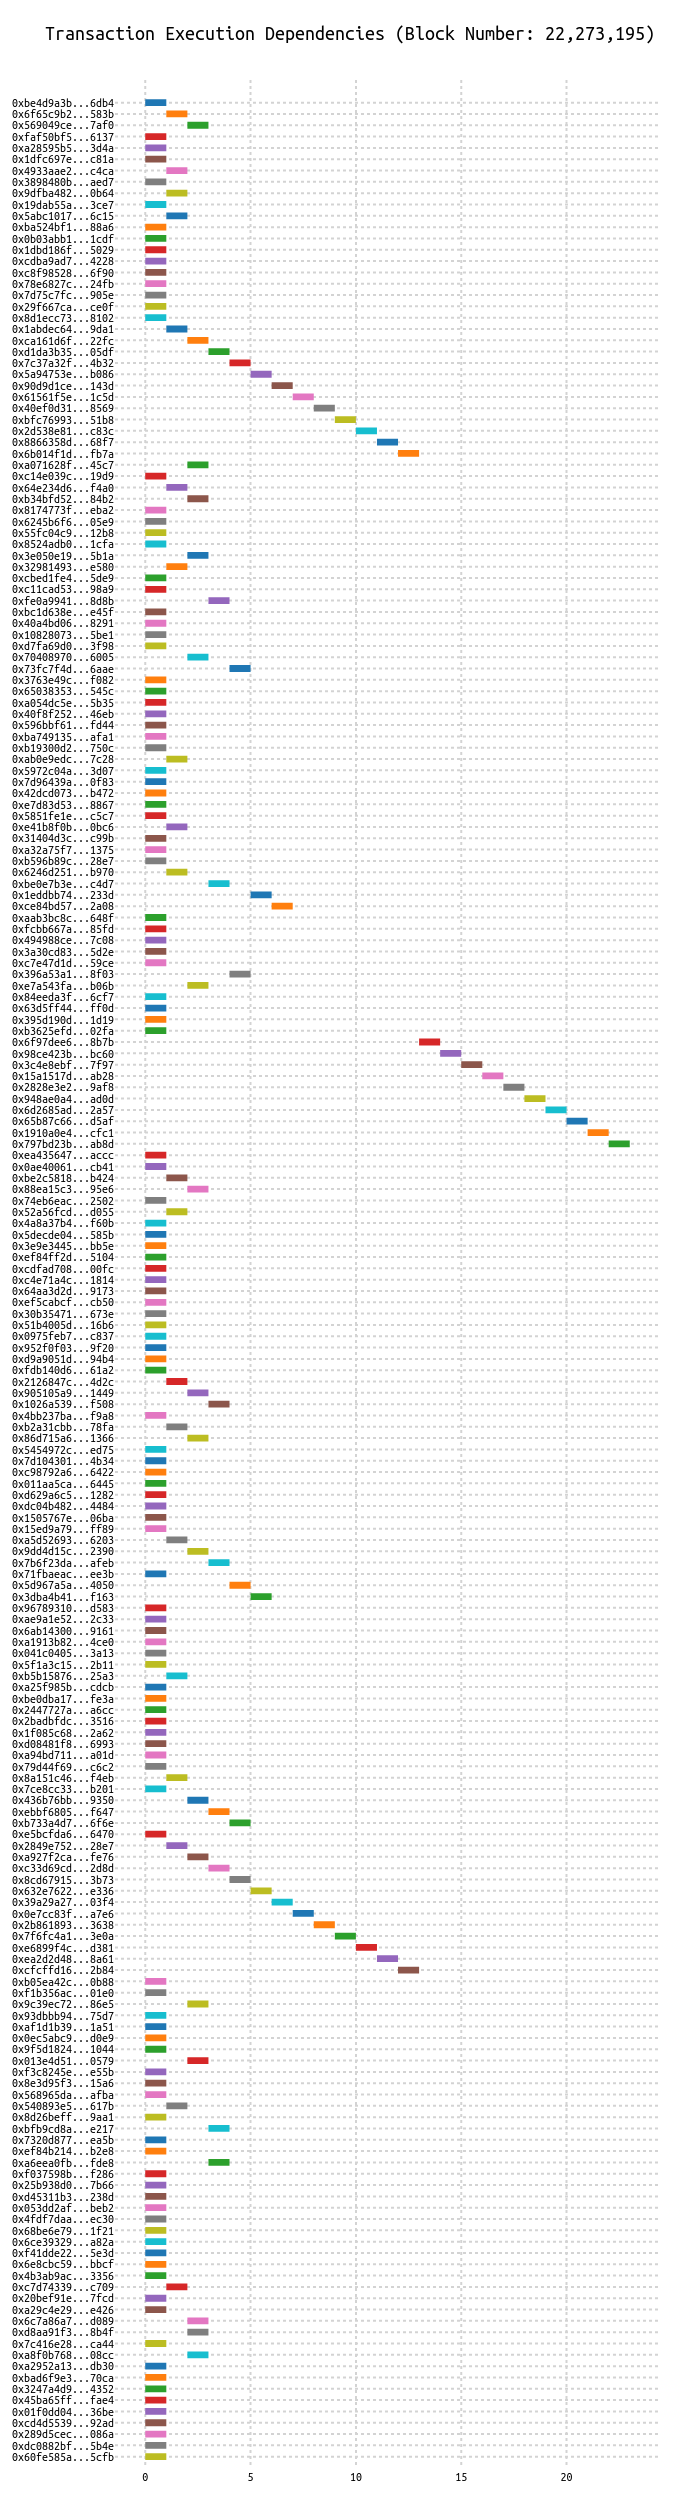 Transaction Execution Dependencies (Block Number: 22,273,195)
0xbe4d9a3b...6db4
0x6f65c9b2...583b
0x569049ce...7af0
0xfaf50bf5...6137
0xa28595b5...3d4a
0x1dfc697e...c81a
0x4933aae2...c4ca
0x3898480b...aed7
0x9dfba482...0b64
0x19dab55a...3ce7
0x5abc1017...6c15
0xba524bf1...88a6
0x0b03abb1...1cdf
0x1dbd186f...5029
0xcdba9ad7...4228
0xc8f98528...6f90
0x78e6827c...24fb
0x7d75c7fc...905e
0x29f667ca...ce0f
0x8d1ecc73...8102
0x1abdec64...9da1
0xca161d6f...22fc
0xd1da3b35...05df
0x7c37a32f...4b32
0x5a94753e...b086
0x90d9d1ce...143d
0x61561f5e...1c5d
0x40ef0d31...8569
0xbfc76993...51b8
0x2d538e81...c83c
0x8866358d...68f7
0x6b014f1d...fb7a
0xa071628f...45c7
0xc14e039c...19d9
0x64e234d6...f4a0
0xb34bfd52...84b2
0x8174773f...eba2
0x6245b6f6...05e9
0x55fc04c9...12b8
0x8524adb0...1cfa
0x3e050e19...5b1a
0x32981493...e580
0xcbed1fe4...5de9
0xc11cad53...98a9
0xfe0a9941...8d8b
0xbc1d638e...e45f
0x40a4bd06...8291
0x10828073...5be1
0xd7fa69d0...3f98
0x70408970...6005
0x73fc7f4d...6aae
0x3763e49c...f082
0x65038353...545c
0xa054dc5e...5b35
0x40f8f252...46eb
0x596bbf61...fd44
0xba749135...afa1
0xb19300d2...750c
0xab0e9edc...7c28
0x5972c04a...3d07
0x7d96439a...0f83
0x42dcd073...b472
0xe7d83d53...8867
0x5851fe1e...c5c7
0xe41b8f0b...0bc6
0x31404d3c...c99b
0xa32a75f7...1375
0xb596b89c...28e7
0x6246d251...b970
0xbe0e7b3e...c4d7
0x1eddbb74...233d
0xce84bd57...2a08
0xaab3bc8c...648f
0xfcbb667a...85fd
0x494988ce...7c08
0x3a30cd83...5d2e
0xc7e47d1d...59ce
0x396a53a1...8f03
0xe7a543fa...b06b
0x84eeda3f...6cf7
0x63d5ff44...ff0d
0x395d190d...1d19
0xb3625efd...02fa
0x6f97dee6...8b7b
0x98ce423b...bc60
0x3c4e8ebf...7f97
0x15a1517d...ab28
0x2828e3e2...9af8
0x948ae0a4...ad0d
0x6d2685ad...2a57
0x65b87c66...d5af
0x1910a0e4...cfc1
0x797bd23b...ab8d
0xea435647...accc
0x0ae40061...cb41
0xbe2c5818...b424
0x88ea15c3...95e6
0x74eb6eac...2502
0x52a56fcd...d055
0x4a8a37b4...f60b
0x5decde04...585b
0x3e9e3445...bb5e
0xef84ff2d...5104
0xcdfad708...00fc
0xc4e71a4c...1814
0x64aa3d2d...9173
0xef5cabcf...cb50
0x30b35471...673e
0x51b4005d...16b6
0x0975feb7...c837
0x952f0f03...9f20
0xd9a9051d...94b4
0xfdb140d6...61a2
0x2126847c...4d2c
0x905105a9...1449
0x1026a539...f508
0x4bb237ba...f9a8
0xb2a31cbb...78fa
0x86d715a6...1366
0x5454972c...ed75
0x7d104301...4b34
0xc98792a6...6422
0x011aa5ca...6445
0xd629a6c5...1282
0xdc04b482...4484
0x1505767e...06ba
0x15ed9a79...ff89
0xa5d52693...6203
0x9dd4d15c...2390
0x7b6f23da...afeb
0x71fbaeac...ee3b
0x5d967a5a...4050
0x3dba4b41...f163
0x96789310...d583
0xae9a1e52...2c33
0x6ab14300...9161
0xa1913b82...4ce0
0x041c0405...3a13
0x5f1a3c15...2b11
0xb5b15876...25a3
0xa25f985b...cdcb
0xbe0dba17...fe3a
0x2447727a...a6cc
0x2badbfdc...3516
0x1f085c68...2a62
0xd08481f8...6993
0xa94bd711...a01d
0x79d44f69...c6c2
0x8a151c46...f4eb
0x7ce8cc33...b201
0x436b76bb...9350
0xebbf6805...f647
0xb733a4d7...6f6e
0xe5bcfda6...6470
0x2849e752...28e7
0xa927f2ca...fe76
0xc33d69cd...2d8d
0x8cd67915...3b73
0x632e7622...e336
0x39a29a27...03f4
0x0e7cc83f...a7e6
0x2b861893...3638
0x7f6fc4a1...3e0a
0xe6899f4c...d381
0xea2d2d48...8a61
0xcfcffd16...2b84
0xb05ea42c...0b88
0xf1b356ac...01e0
0x9c39ec72...86e5
0x93dbbb94...75d7
0xaf1d1b39...1a51
0x0ec5abc9...d0e9
0x9f5d1824...1044
0x013e4d51...0579
0xf3c8245e...e55b
0x8e3d95f3...15a6
0x568965da...afba
0x540893e5...617b
0x8d26beff...9aa1
0xbfb9cd8a...e217
0x7320d877...ea5b
0xef84b214...b2e8
0xa6eea0fb...fde8
0xf037598b...f286
0x25b938d0...7b66
0xd45311b3...238d
0x053dd2af...beb2
0x4fdf7daa...ec30
0x68be6e79...1f21
0x6ce39329...a82a
0xf41dde22...5e3d
0x6e8cbc59...bbcf
0x4b3ab9ac...3356
0xc7d74339...c709
0x20bef91e...7fcd
0xa29c4e29...e426
0x6c7a86a7...d089
0xd8aa91f3...8b4f
0x7c416e28...ca44
0xa8f0b768...08cc
0xa2952a13...db30
0xbad6f9e3...70ca
0x3247a4d9...4352
0x45ba65ff...fae4
0x01f0dd04...36be
0xcd4d5539...92ad
0x289d5cec...086a
0xdc0882bf...5b4e
0x60fe585a...5cfb
0 5 10 15 20